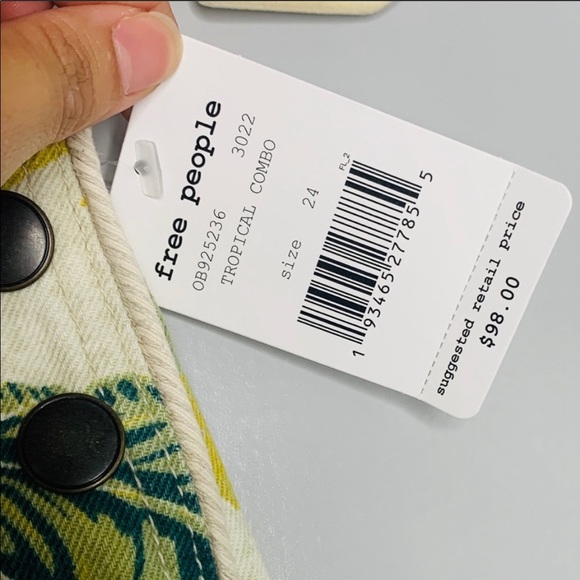 free people
OB925236 3022
TROPICAL COMBO
size 24
FL2
1 93465 27785 5
suggested retail price
$98.00